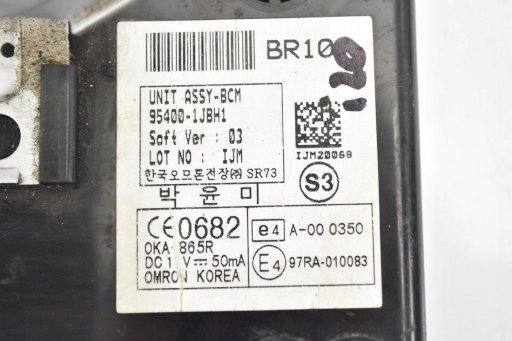 BR10
UNIT ASSY-BCM
95400-1JBH1
Soft Ver : 03
LOT NO : IJM
IJM20068
한국오므론전장㈜ SR73
S3
박 윤 미
CE0682
e4 A-00 0350
OKA-865R
DC1 V 50mA
E4 97RA-010083
OMRON KOREA